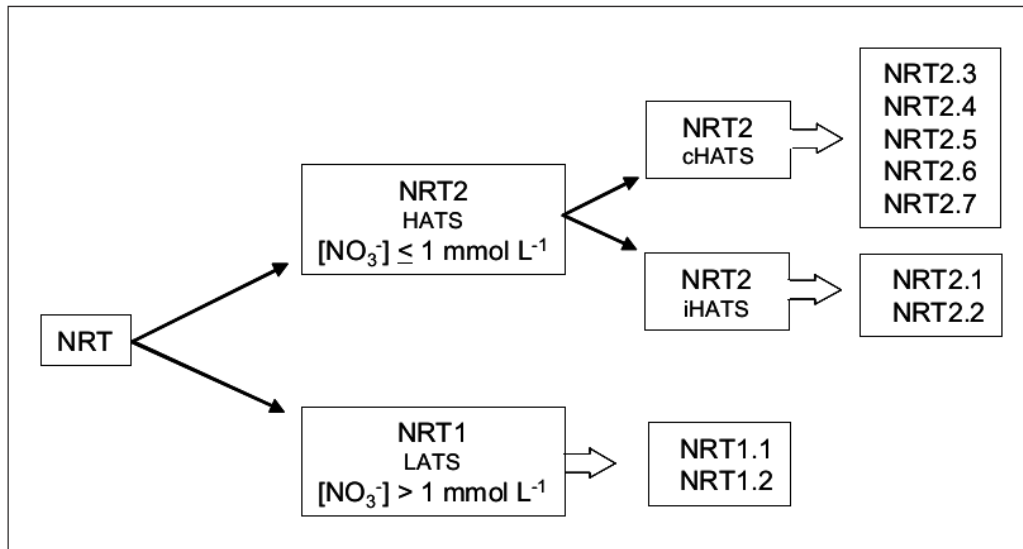 NRT
NRT2
HATS
[NO₃⁻] ≤ 1 mmol L⁻¹
NRT2
cHATS
NRT2.3
NRT2.4
NRT2.5
NRT2.6
NRT2.7
NRT2
iHATS
NRT2.1
NRT2.2
NRT1
LATS
[NO₃⁻] > 1 mmol L⁻¹
NRT1.1
NRT1.2